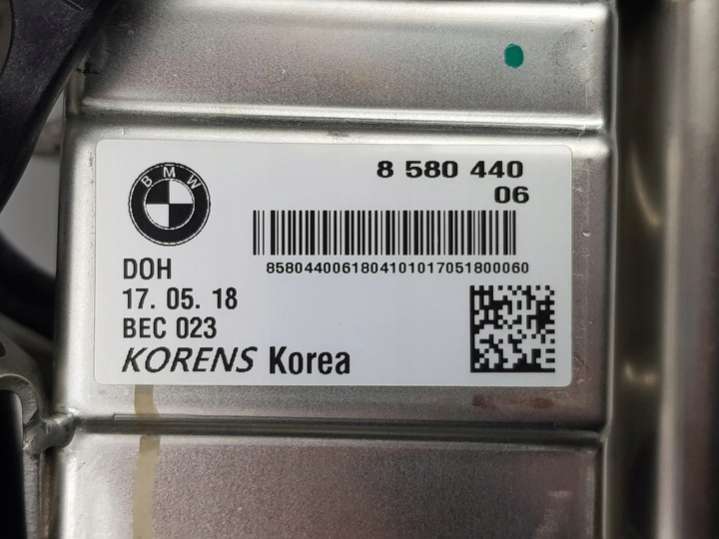 BMW
8 580 440
06
8580440061804101017051800060
DOH
17. 05. 18
BEC 023
KORENS Korea